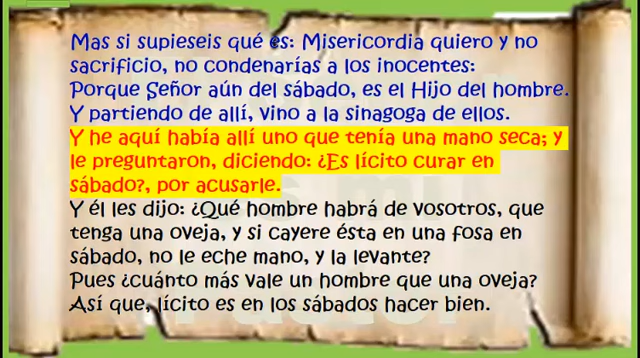 Mas si supieseis qué es: Misericordia quiero y no
sacrificio, no condenarías a los inocentes:
Porque Señor aún del sábado, es el Hijo del hombre.
Y partiendo de allí, vino a la sinagoga de ellos.
Y he aquí había allí uno que tenía una mano seca; y
le preguntaron, diciendo: ¿Es lícito curar en
sábado?, por acusarle.
Y él les dijo: ¿Qué hombre habrá de vosotros, que
tenga una oveja, y si cayere ésta en una fosa en
sábado, no le eche mano, y la levante?
Pues ¿cuánto más vale un hombre que una oveja?
Así que, lícito es en los sábados hacer bien.